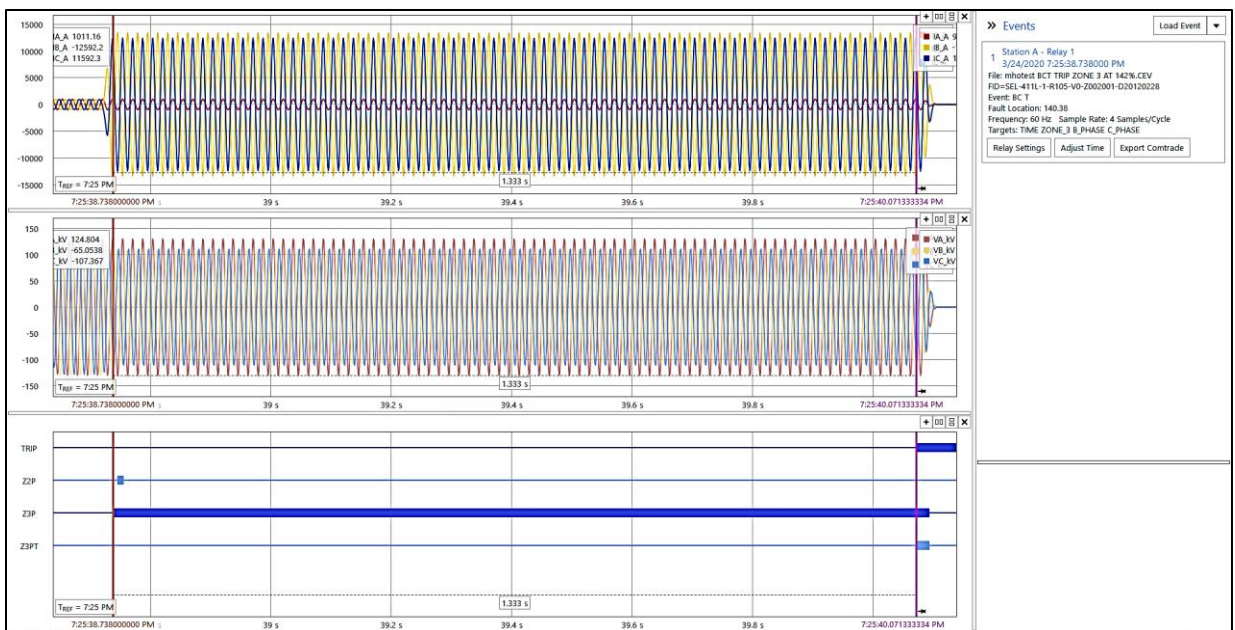 15000
10000
5000
0
-5000
-10000
-15000
IA_A 1011.16
IB_A -12592.2
IC_A 11592.3
IA_A 9
IB_A -
IC_A 1
TREF = 7:25 PM
1.333 s
7:25:38.738000000 PM s
39 s
39.2 s
39.4 s
39.6 s
39.8 s
7:25:40.071333334 PM
150
100
50
0
-50
-100
-150
_kV 124.804
_kV -65.0538
_kV -107.367
VA_kV
VB_kV
VC_kV
TREF = 7:25 PM
1.333 s
7:25:38.738000000 PM s
39 s
39.2 s
39.4 s
39.6 s
39.8 s
7:25:40.071333334 PM
TRIP
Z2P
Z3P
Z3PT
TREF = 7:25 PM
1.333 s
7:25:38.738000000 PM s
39 s
39.2 s
39.4 s
39.6 s
39.8 s
7:25:40.071333334 PM
» Events
Load Event
1 Station A - Relay 1
3/24/2020 7:25:38.738000 PM
File: mhotest BCT TRIP ZONE 3 AT 142%.CEV
FID=SEL-411L-1-R105-V0-Z002001-D20120228
Event: BC T
Fault Location: 140.38
Frequency: 60 Hz Sample Rate: 4 Samples/Cycle
Targets: TIME ZONE_3 B_PHASE C_PHASE
Relay Settings Adjust Time Export Comtrade